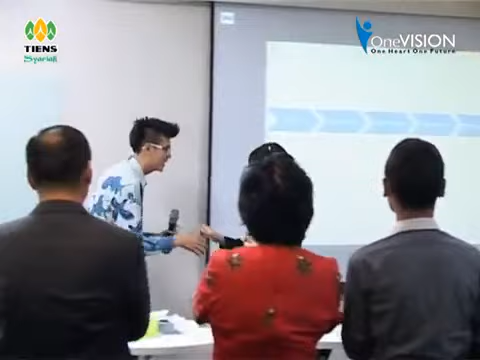 TIENS
Syariah
OneVISION
One Heart One Future